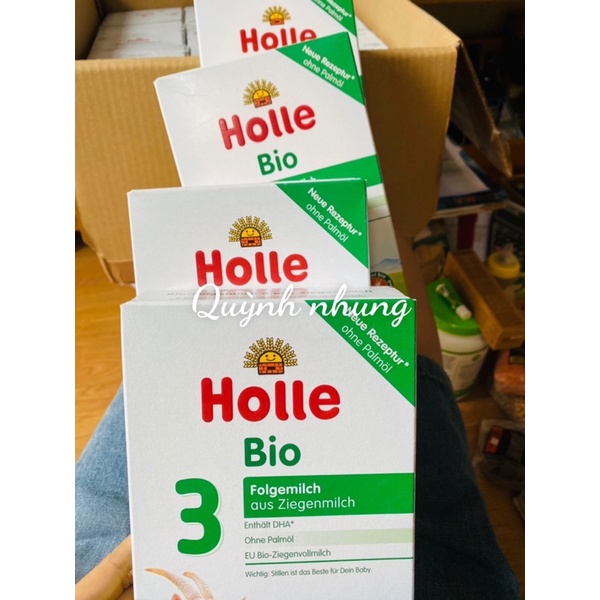 Holle
Neue Rezeptur*
ohne Palmöl
Holle
Bio
Neue Rezeptur*
ohne Palmöl
Holle
Neue Rezeptur*
ohne Palmöl
Quỳnh nhung
Holle
Bio
3
Folgemilch
aus Ziegenmilch
Enthält DHA*
Ohne Palmöl
EU Bio-Ziegenvollmilch
Wichtig: Stillen ist das Beste für Dein Baby.